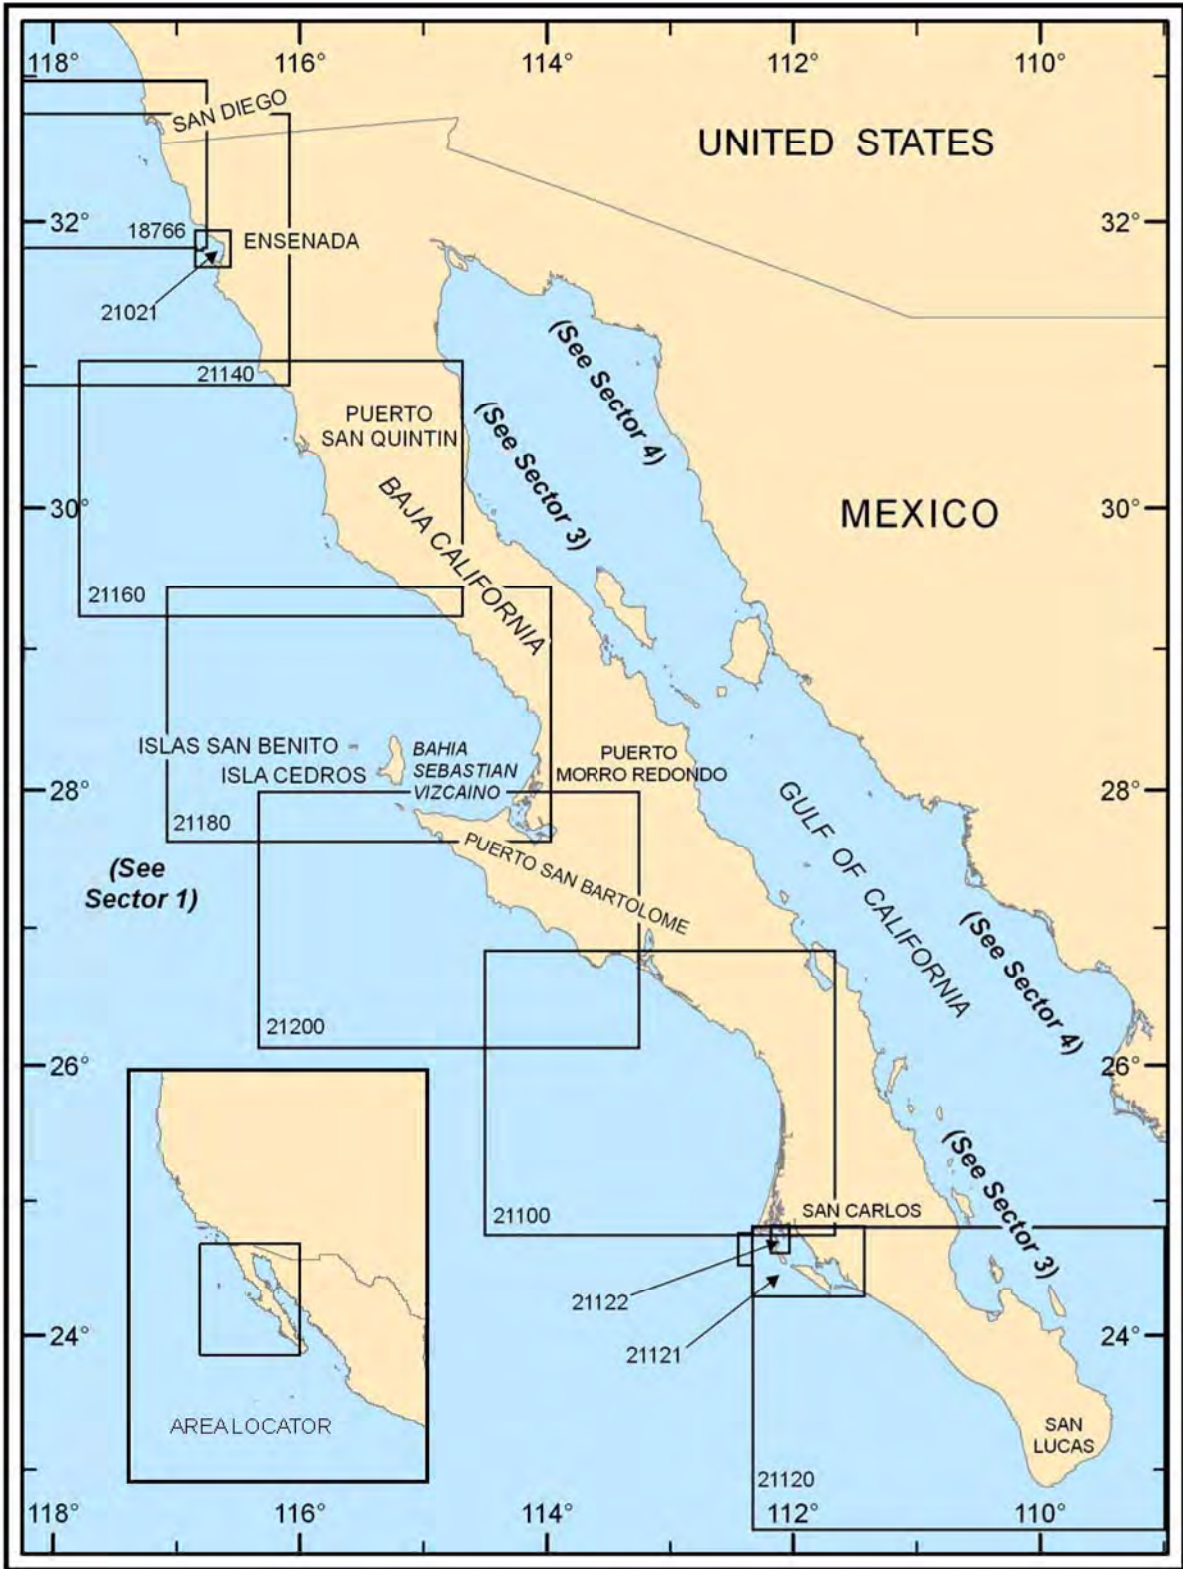 118°
116°
114°
112°
110°
SAN DIEGO
UNITED STATES
32°
18766
ENSENADA
32°
21021
(See Sector 4)
21140
PUERTO
SAN QUINTIN
(See Sector 3)
BAJA CALIFORNIA
30°
MEXICO
30°
21160
ISLAS SAN BENITO
ISLA CEDROS
BAHIA
SEBASTIAN
VIZCAINO
PUERTO
MORRO REDONDO
28°
GULF OF CALIFORNIA
28°
21180
PUERTO SAN BARTOLOME
(See
Sector 1)
(See Sector 4)
21200
26°
26°
(See Sector 3)
21100
SAN CARLOS
21122
21121
24°
24°
AREA LOCATOR
SAN
LUCAS
21120
118°
116°
114°
112°
110°